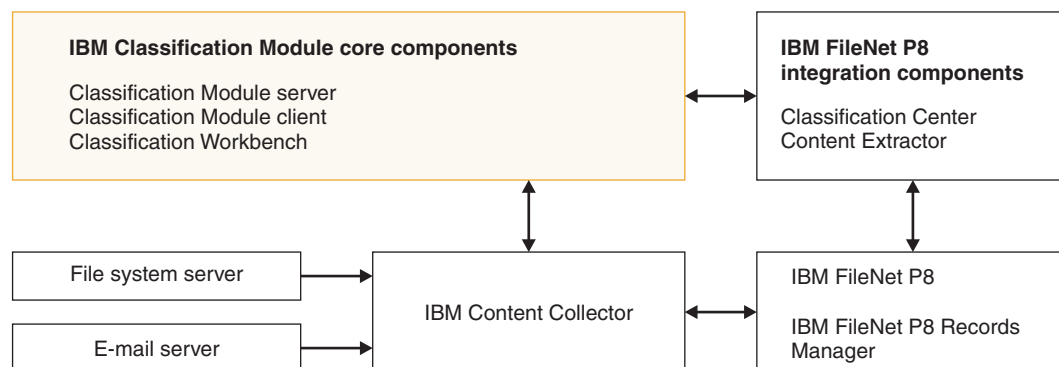 IBM Classification Module core components
Classification Module server
Classification Module client
Classification Workbench
IBM FileNet P8
integration components
Classification Center
Content Extractor
File system server
E-mail server
IBM Content Collector
IBM FileNet P8
IBM FileNet P8 Records
Manager